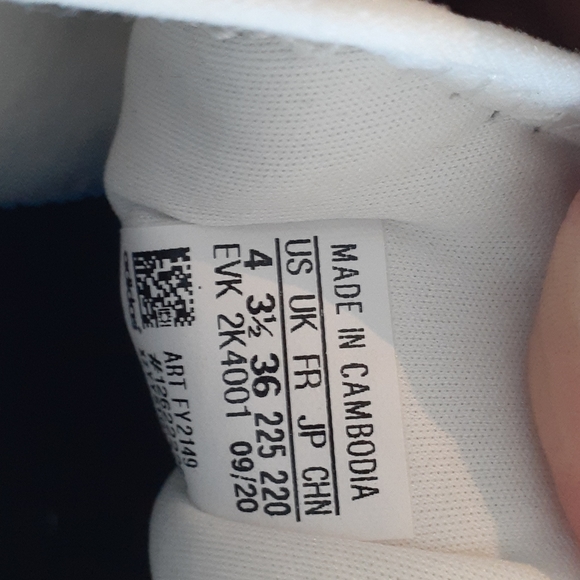 MADE IN CAMBODIA
US UK FR JP CHN
4 3½ 36 225 220
EVK 2K4001 09/20
ART FY2149
adidas